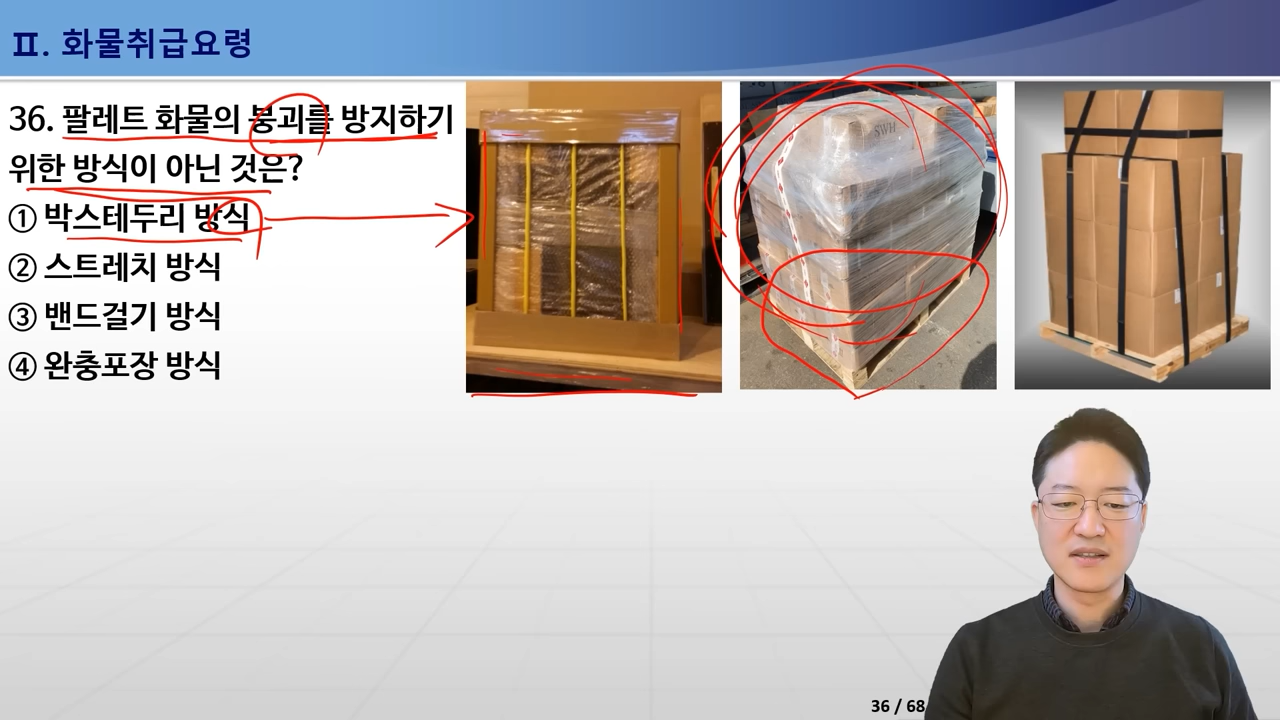 Ⅱ. 화물취급요령
36. 팔레트 화물의 붕괴를 방지하기
위한 방식이 아닌 것은?
① 박스테두리 방식
② 스트레치 방식
③ 밴드걸기 방식
④ 완충포장 방식
SWH
36 / 68